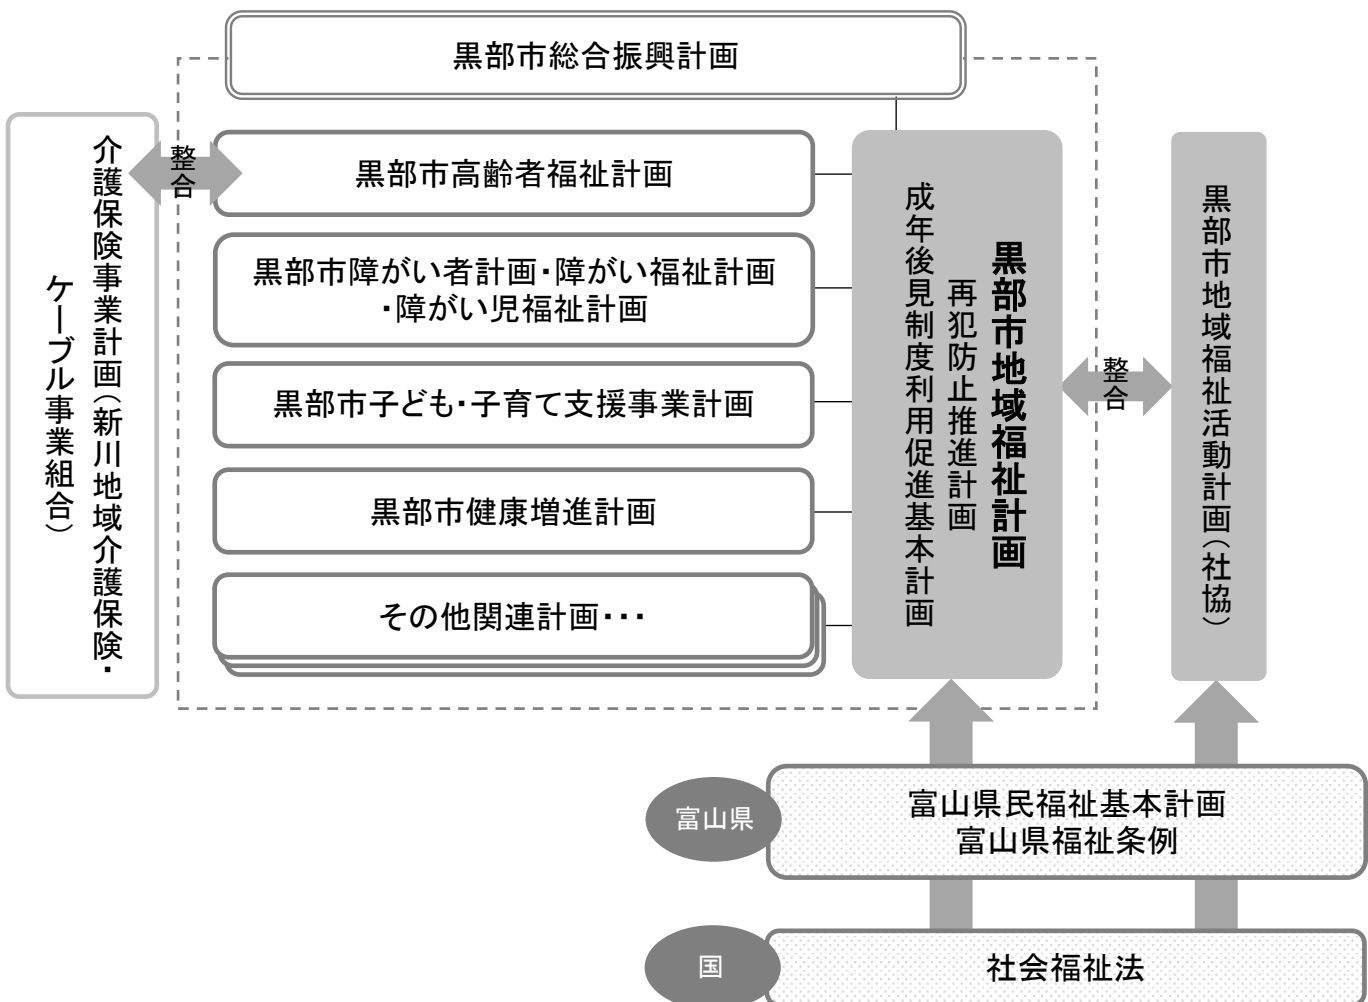 黒部市総合振興計画
介護保険事業計画（新川地域介護保険・
ケーブル事業組合）
整合
黒部市高齢者福祉計画
黒部市障がい者計画・障がい福祉計画
・障がい児福祉計画
黒部市子ども・子育て支援事業計画
黒部市健康増進計画
その他関連計画・・・
黒部市地域福祉計画
再犯防止推進計画
成年後見制度利用促進基本計画
整合
黒部市地域福祉活動計画（社協）
富山県
富山県民福祉基本計画
富山県福祉条例
国
社会福祉法